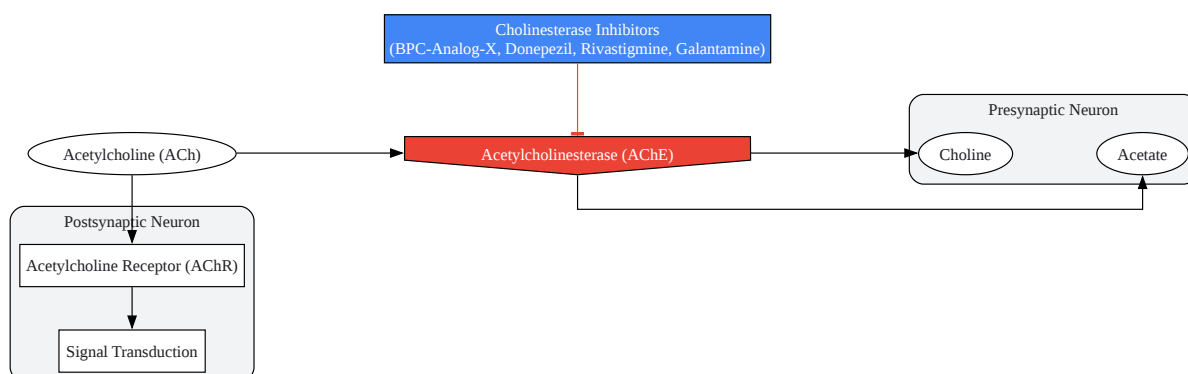 Cholinesterase Inhibitors
(BPC-Analog-X, Donepezil, Rivastigmine, Galantamine)
Presynaptic Neuron
Acetylcholine (ACh)
Acetylcholinesterase (AChE)
Choline
Acetate
Postsynaptic Neuron
Acetylcholine Receptor (AChR)
Signal Transduction